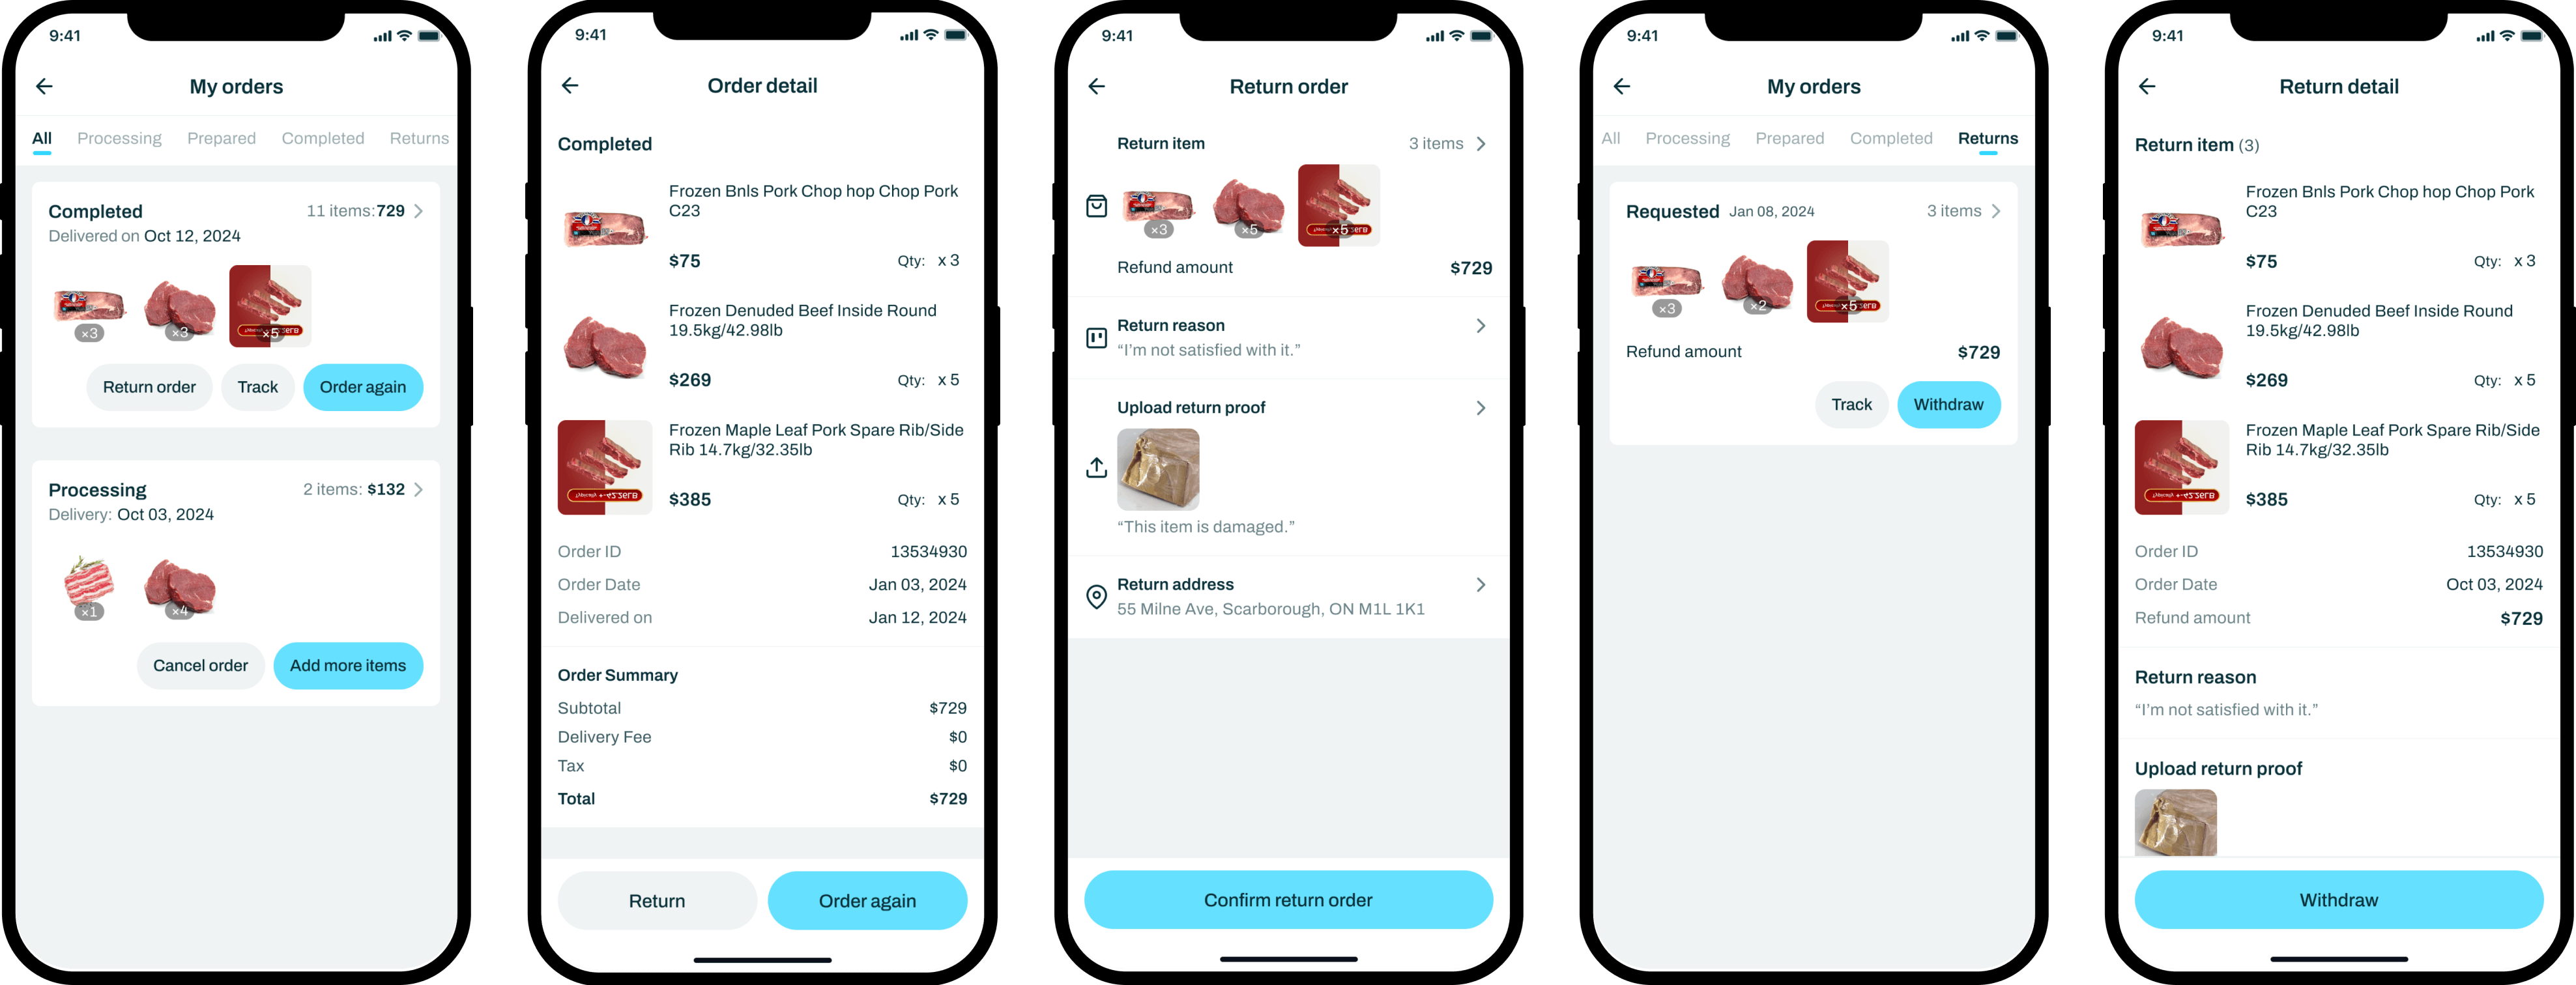 9:41
My orders
All Processing Prepared Completed Returns
Completed 11 items:729
Delivered on Oct 12, 2024
×3 ×3 ×5
Return order Track Order again
Processing 2 items: $132
Delivery: Oct 03, 2024
×1 ×4
Cancel order Add more items
9:41
Order detail
Completed
Frozen Bnls Pork Chop hop Chop Pork
C23
$75 Qty: x 3
Frozen Denuded Beef Inside Round
19.5kg/42.98lb
$269 Qty: x 5
Frozen Maple Leaf Pork Spare Rib/Side
Rib 14.7kg/32.35lb
$385 Qty: x 5
Order ID 13534930
Order Date Jan 03, 2024
Delivered on Jan 12, 2024
Order Summary
Subtotal $729
Delivery Fee $0
Tax $0
Total $729
Return Order again
9:41
Return order
Return item 3 items
×3 ×5 ×5
Refund amount $729
Return reason
“I’m not satisfied with it.”
Upload return proof
“This item is damaged.”
Return address
55 Milne Ave, Scarborough, ON M1L 1K1
Confirm return order
9:41
My orders
All Processing Prepared Completed Returns
Requested Jan 08, 2024 3 items
×3 ×2 ×5
Refund amount $729
Track Withdraw
9:41
Return detail
Return item (3)
Frozen Bnls Pork Chop hop Chop Pork
C23
$75 Qty: x 3
Frozen Denuded Beef Inside Round
19.5kg/42.98lb
$269 Qty: x 5
Frozen Maple Leaf Pork Spare Rib/Side
Rib 14.7kg/32.35lb
$385 Qty: x 5
Order ID 13534930
Order Date Oct 03, 2024
Refund amount $729
Return reason
“I’m not satisfied with it.”
Upload return proof
Withdraw